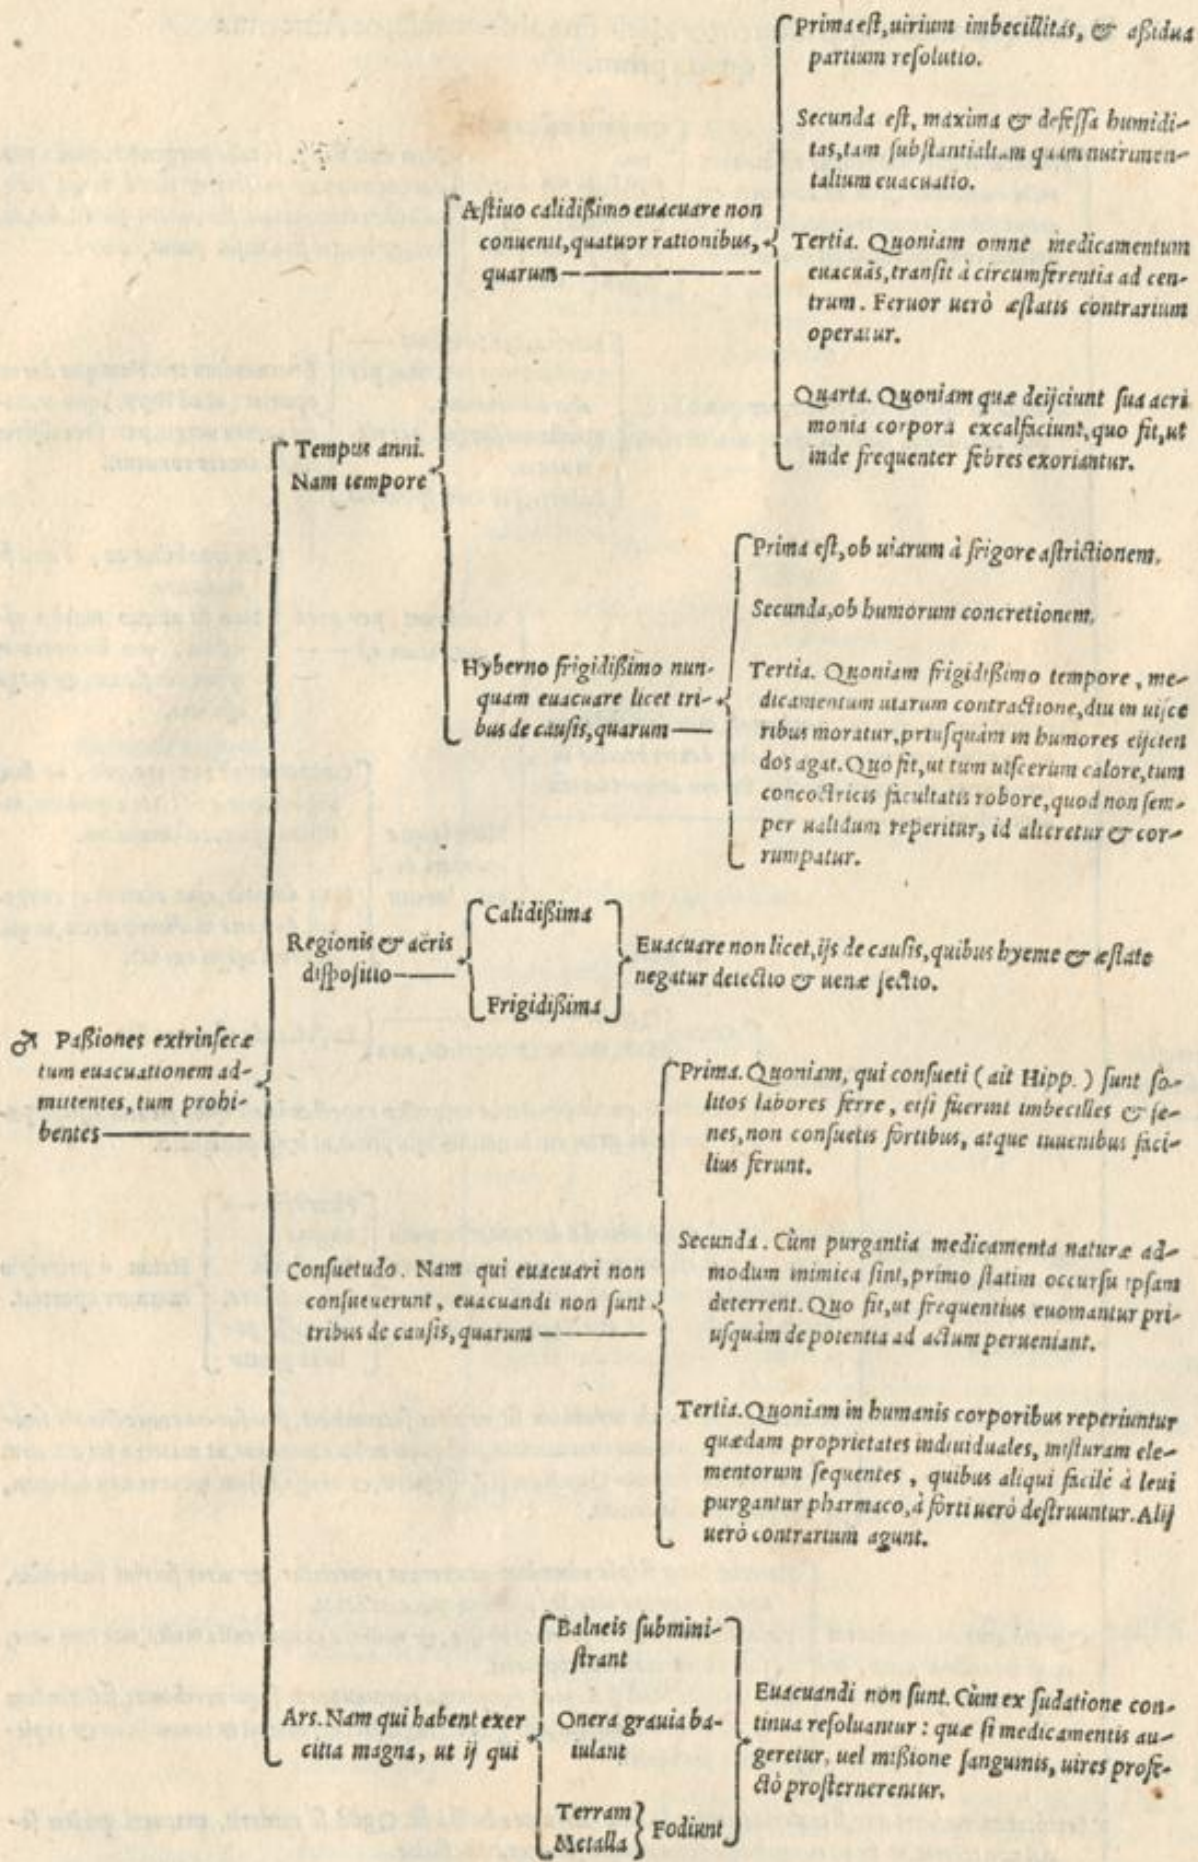 ♂ Paßiones extrinsecæ
tum euacuationem ad-
mittentes, tum prohi-
bentes
Tempus anni.
Nam tempore
Æstiuo calidißimo euacuare non
conuenit, quatuor rationibus,
quarum
Prima est, uirium imbecillitas, & aßidua
partium resolutio.
Secunda est, maxima & defessa humidi-
tas, tam substantialium quam nutrimen-
talium euacuatio.
Tertia. Quoniam omne medicamentum
euacuãs, transit à circumferentia ad cen-
trum. Feruor uerò æstatis contrarium
operatur.
Quarta. Quoniam quæ deijciunt sua acri
monia corpora excalfaciunt, quo fit, ut
inde frequenter febres exoriantur.
Hyberno frigidißimo nun-
quam euacuare licet tri-
bus de causis, quarum
Prima est, ob uiarum à frigore astrictionem.
Secunda, ob humorum concretionem.
Tertia. Quoniam frigidißimo tempore, me-
dicamentum uiarum contractione, diu in uisce
ribus moratur, priusquàm in humores eijcien
dos agat. Quo fit, ut tum uiscerum calore, tum
concoctricis facultatis robore, quod non sem-
per ualidum reperitur, id alteretur & cor-
rumpatur.
Regionis & aëris
dispositio
Calidißima
Frigidißima
Euacuare non licet, ijs de causis, quibus hyeme & æstate
negatur deiectio & uenæ sectio.
Consuetudo. Nam qui euacuari non
consueuerunt, euacuandi non sunt
tribus de causis, quarum
Prima. Quoniam, qui consueti (ait Hipp.) sunt so-
litos labores ferre, etsi fuerint imbecilles & se-
nes, non consuetis fortibus, atque iuuenibus faci-
lius ferunt.
Secunda. Cùm purgantia medicamenta naturæ ad-
modum inimica sint, primo statim occursu ipsam
deterrent. Quo fit, ut frequentius euomantur pri-
usquàm de potentia ad actum perueniant.
Tertia. Quoniam in humanis corporibus reperiuntur
quædam proprietates indiuiduales, misturam ele-
mentorum sequentes, quibus aliqui facilè à leui
purgantur pharmaco, à forti uerò destruuntur. Alij
uerò contrarium agunt.
Ars. Nam qui habent exer
citia magna, ut ij qui
Balneis submini-
strant
Onera grauia ba-
iulant
Terram
Metalla
Fodiunt
Euacuandi non sunt. Cùm ex sudatione con-
tinua resoluantur : quæ si medicamentis au-
geretur, uel mißione sanguinis, uires profe-
ctò prosternerentur.